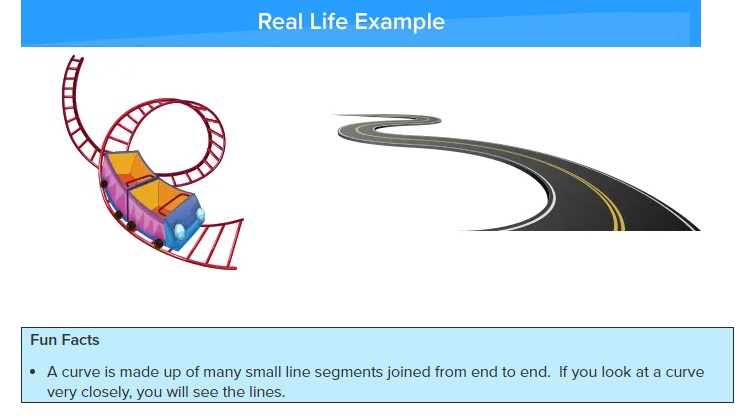 Real Life Example
Fun Facts
• A curve is made up of many small line segments joined from end to end.  If you look at a curve
very closely, you will see the lines.